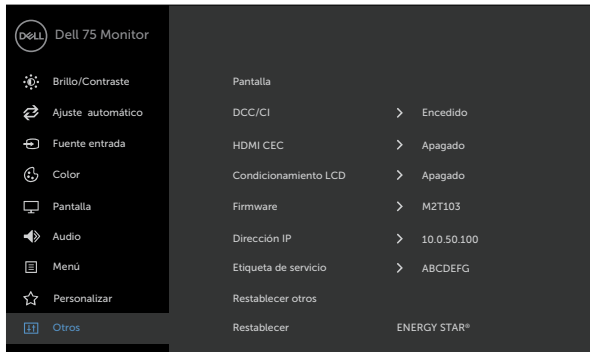 DELL Dell 75 Monitor
Brillo/Contraste
Ajuste automático
Fuente entrada
Color
Pantalla
Audio
Menú
Personalizar
Otros
Pantalla
DCC/CI > Encedido
HDMI CEC > Apagado
Condicionamiento LCD > Apagado
Firmware > M2T103
Dirección IP > 10.0.50.100
Etiqueta de servicio > ABCDEFG
Restablecer otros
Restablecer ENERGY STAR®